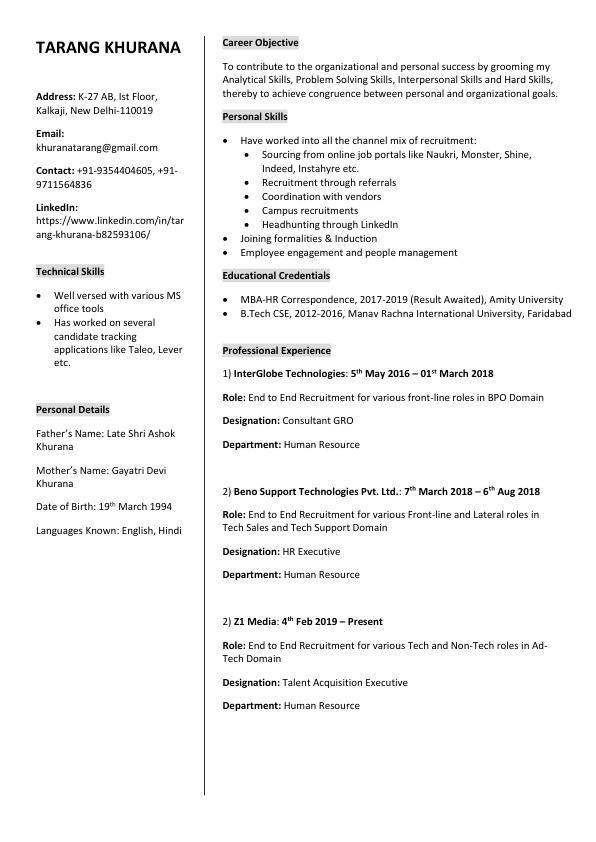 TARANG KHURANA
Address: K-27 AB, Ist Floor,
Kalkaji, New Delhi-110019
Email:
khuranatarang@gmail.com
Contact: +91-9354404605, +91-
9711564836
LinkedIn:
https://www.linkedin.com/in/tar
ang-khurana-b82593106/
Technical Skills
• Well versed with various MS
office tools
• Has worked on several
candidate tracking
applications like Taleo, Lever
etc.
Personal Details
Father's Name: Late Shri Ashok
Khurana
Mother's Name: Gayatri Devi
Khurana
Date of Birth: 19th March 1994
Languages Known: English, Hindi
Career Objective
To contribute to the organizational and personal success by grooming my
Analytical Skills, Problem Solving Skills, Interpersonal Skills and Hard Skills,
thereby to achieve congruence between personal and organizational goals.
Personal Skills
• Have worked into all the channel mix of recruitment:
• Sourcing from online job portals like Naukri, Monster, Shine,
Indeed, Instahyre etc.
• Recruitment through referrals
• Coordination with vendors
• Campus recruitments
• Headhunting through LinkedIn
• Joining formalities & Induction
• Employee engagement and people management
Educational Credentials
• MBA-HR Correspondence, 2017-2019 (Result Awaited), Amity University
• B.Tech CSE, 2012-2016, Manav Rachna International University, Faridabad
Professional Experience
1) InterGlobe Technologies: 5th May 2016 – 01st March 2018
Role: End to End Recruitment for various front-line roles in BPO Domain
Designation: Consultant GRO
Department: Human Resource
2) Beno Support Technologies Pvt. Ltd.: 7th March 2018 – 6th Aug 2018
Role: End to End Recruitment for various Front-line and Lateral roles in
Tech Sales and Tech Support Domain
Designation: HR Executive
Department: Human Resource
2) Z1 Media: 4th Feb 2019 – Present
Role: End to End Recruitment for various Tech and Non-Tech roles in Ad-
Tech Domain
Designation: Talent Acquisition Executive
Department: Human Resource